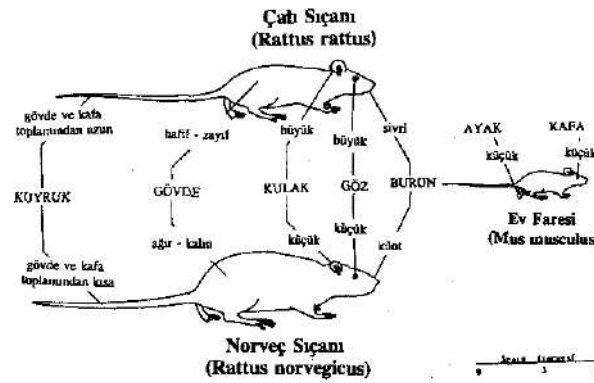 Çatı Sıçanı
(Rattus rattus)
gövde ve kafa
toplamından uzun
hafif - zayıf
büyük
büyük
sivri
AYAK
KAFA
küçük
küçük
KUYRUK
GÖVDE
KULAK
GÖZ
BURUN
Ev Faresi
(Mus musculus
ağır - kalın
küçük
küçük
küt
gövde ve kafa
toplamından kısa
Norveç Sıçanı
(Rattus norvegicus)
0